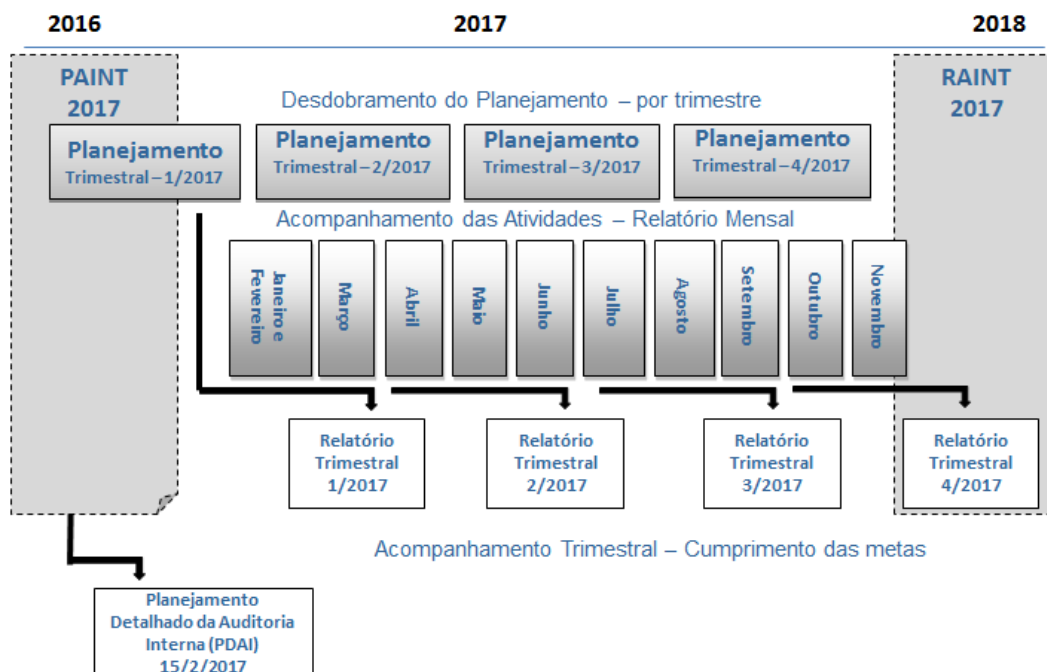 2016
2017
2018
PAINT
2017
RAINT
2017
Desdobramento do Planejamento – por trimestre
Planejamento
Trimestral – 1/2017
Planejamento
Trimestral – 2/2017
Planejamento
Trimestral – 3/2017
Planejamento
Trimestral – 4/2017
Acompanhamento das Atividades – Relatório Mensal
Janeiro e
Fevereiro
Março
Abril
Maio
Junho
Julho
Agosto
Setembro
Outubro
Novembro
Relatório
Trimestral
1/2017
Relatório
Trimestral
2/2017
Relatório
Trimestral
3/2017
Relatório
Trimestral
4/2017
Acompanhamento Trimestral – Cumprimento das metas
Planejamento
Detalhado da Auditoria
Interna (PDAI)
15/2/2017